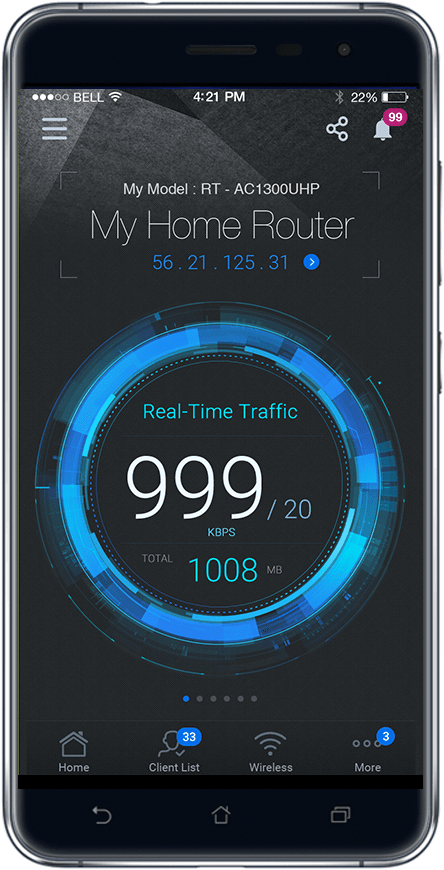 BELL 4:21 PM 22%
99
My Model : RT - AC1300UHP
My Home Router
56 . 21 . 125 . 31
Real-Time Traffic
999 / 20
KBPS
TOTAL 1008 MB
33 3
Home Client List Wireless More